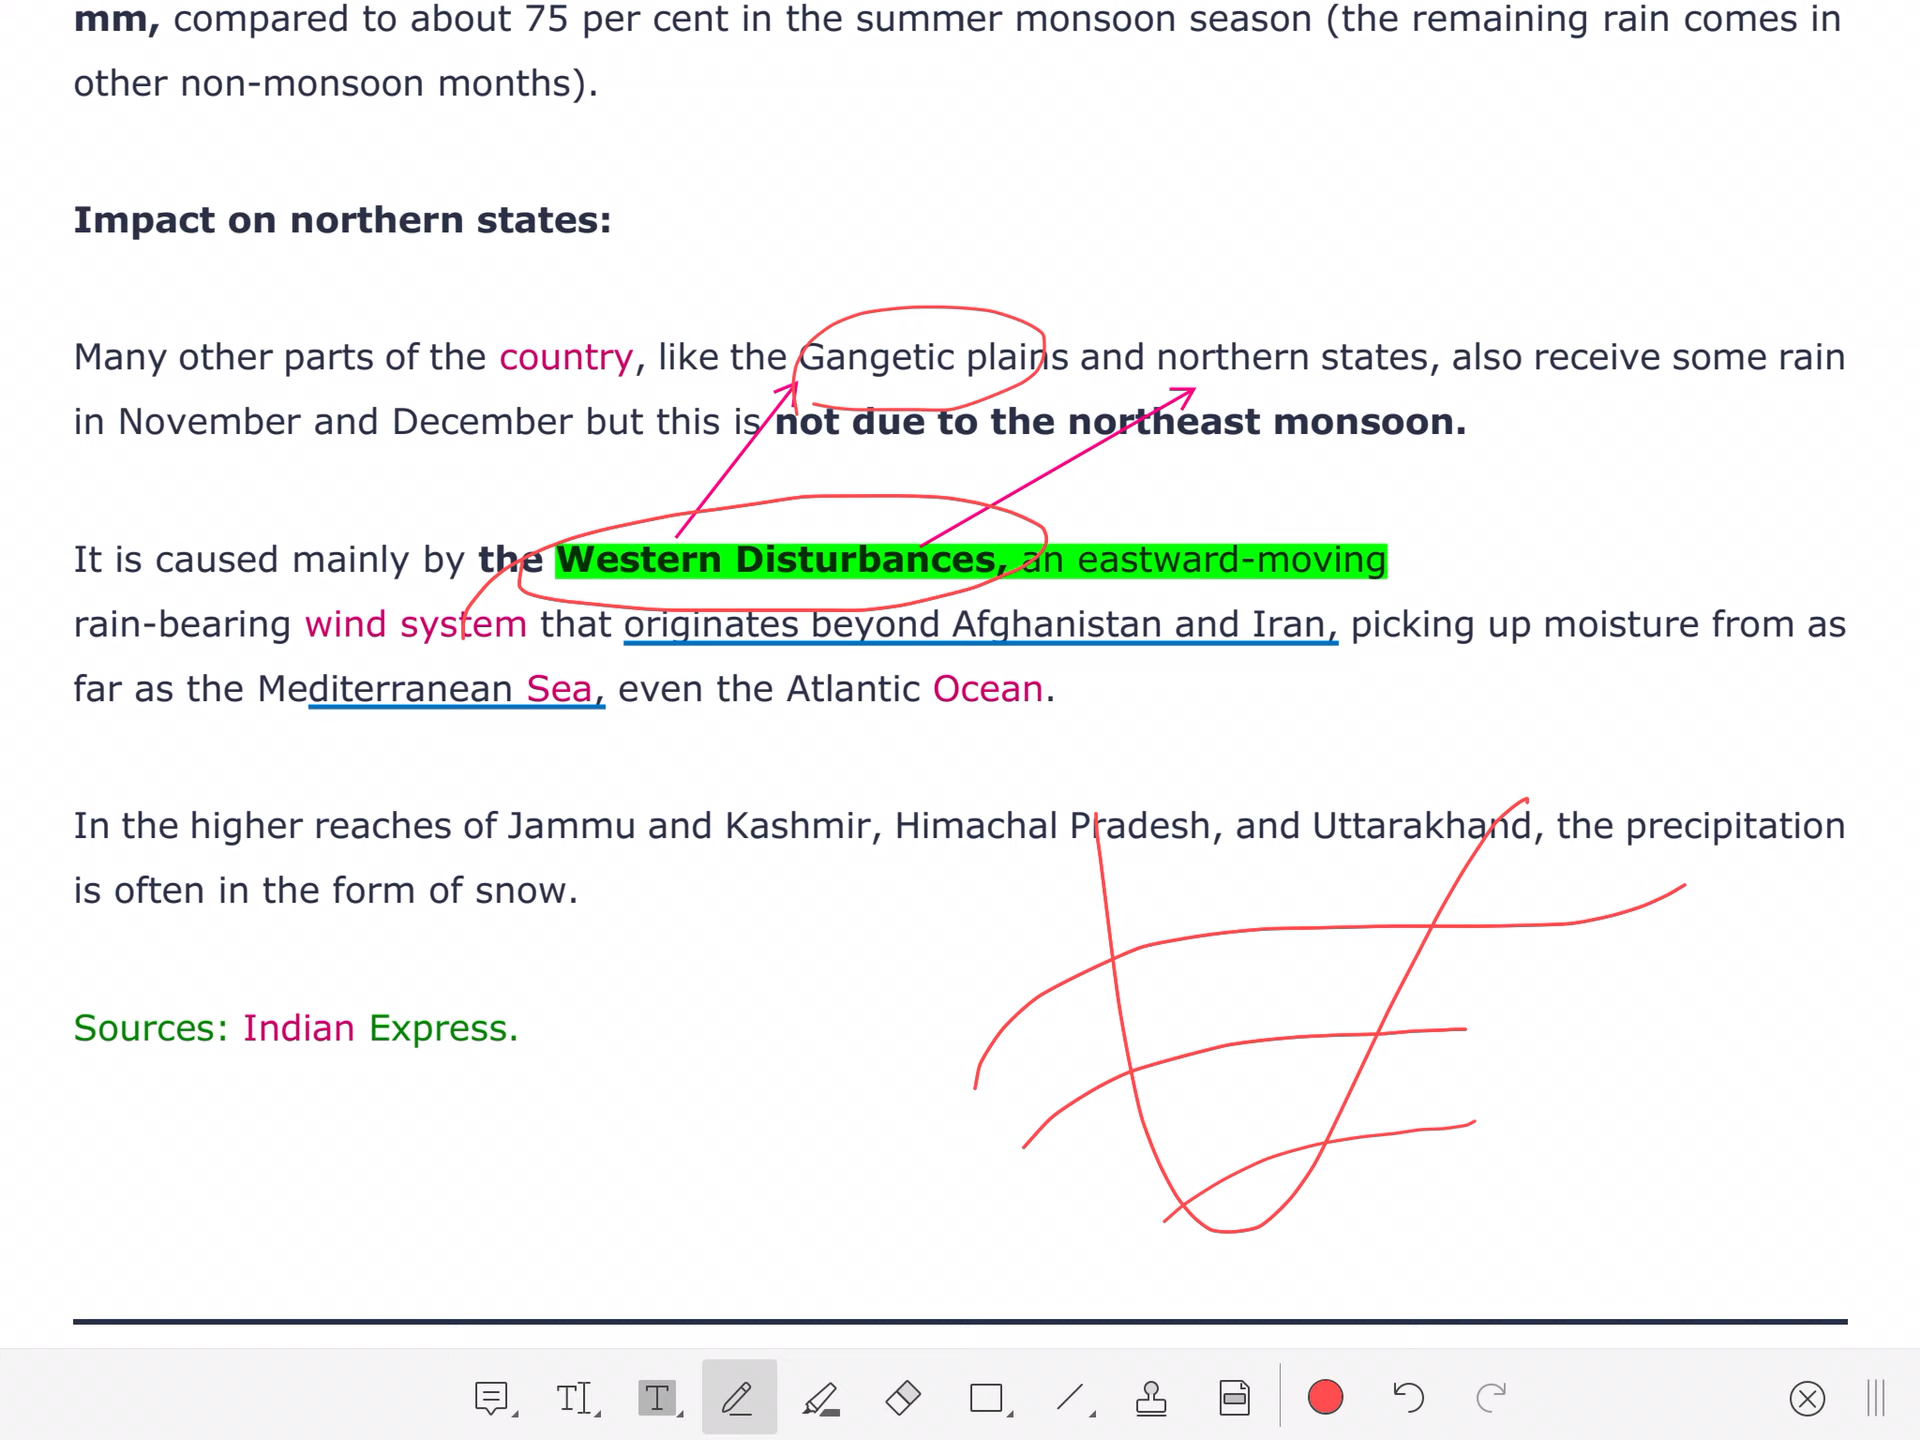 mm, compared to about 75 per cent in the summer monsoon season (the remaining rain comes in
other non-monsoon months).
Impact on northern states:
Many other parts of the country, like the Gangetic plains and northern states, also receive some rain
in November and December but this is not due to the northeast monsoon.
It is caused mainly by the Western Disturbances, an eastward-moving
rain-bearing wind system that originates beyond Afghanistan and Iran, picking up moisture from as
far as the Mediterranean Sea, even the Atlantic Ocean.
In the higher reaches of Jammu and Kashmir, Himachal Pradesh, and Uttarakhand, the precipitation
is often in the form of snow.
Sources: Indian Express.